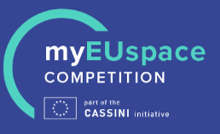 myEUspace
COMPETITION
part of the
CASSINI initiative